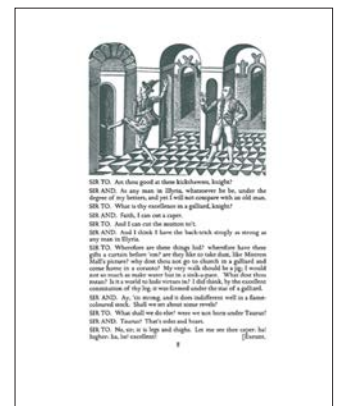 SIR TO. Art thou good at these kickshawses, knight?
SIR AND. As any man in Illyria, whatsoever he be, under the
degree of my betters, and yet I will not compare with an old man.
SIR TO. What is thy excellence in a galliard, knight?
SIR AND. Faith, I can cut a caper.
SIR TO. And I can cut the mutton to't.
SIR AND. And I think I have the back-trick simply as strong as
any man in Illyria.
SIR TO. Wherefore are these things hid? wherefore have these
gifts a curtain before 'em? are they like to take dust, like Mistress
Mall's picture? why dost thou not go to church in a galliard and
come home in a coranto? My very walk should be a jig; I would
not so much as make water but in a sink-a-pace. What dost thou
mean? Is it a world to hide virtues in? I did think, by the excellent
constitution of thy leg, it was formed under the star of a galliard.
SIR AND. Ay, 'tis strong, and it does indifferent well in a flame-
coloured stock. Shall we set about some revels?
SIR TO. What shall we do else? were we not born under Taurus?
SIR AND. Taurus! That's sides and heart.
SIR TO. No, sir; it is legs and thighs. Let me see thee caper: ha!
higher: ha, ha! excellent! [Exeunt.
8